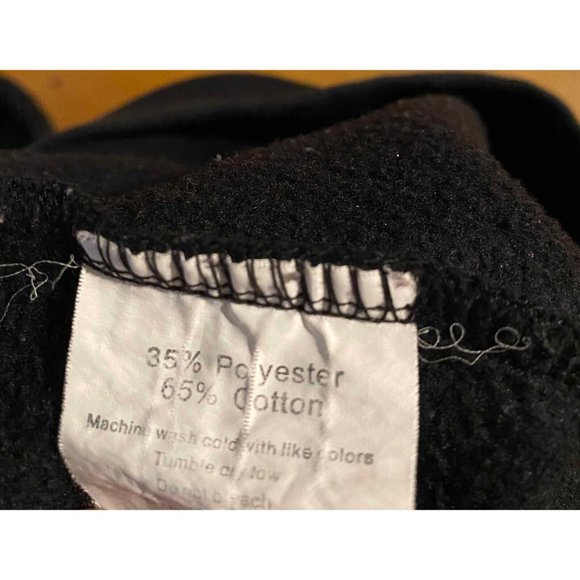 35% Polyester
65% Cotton
Machine wash cold with like colors
Tumble dry low
Do not bleach